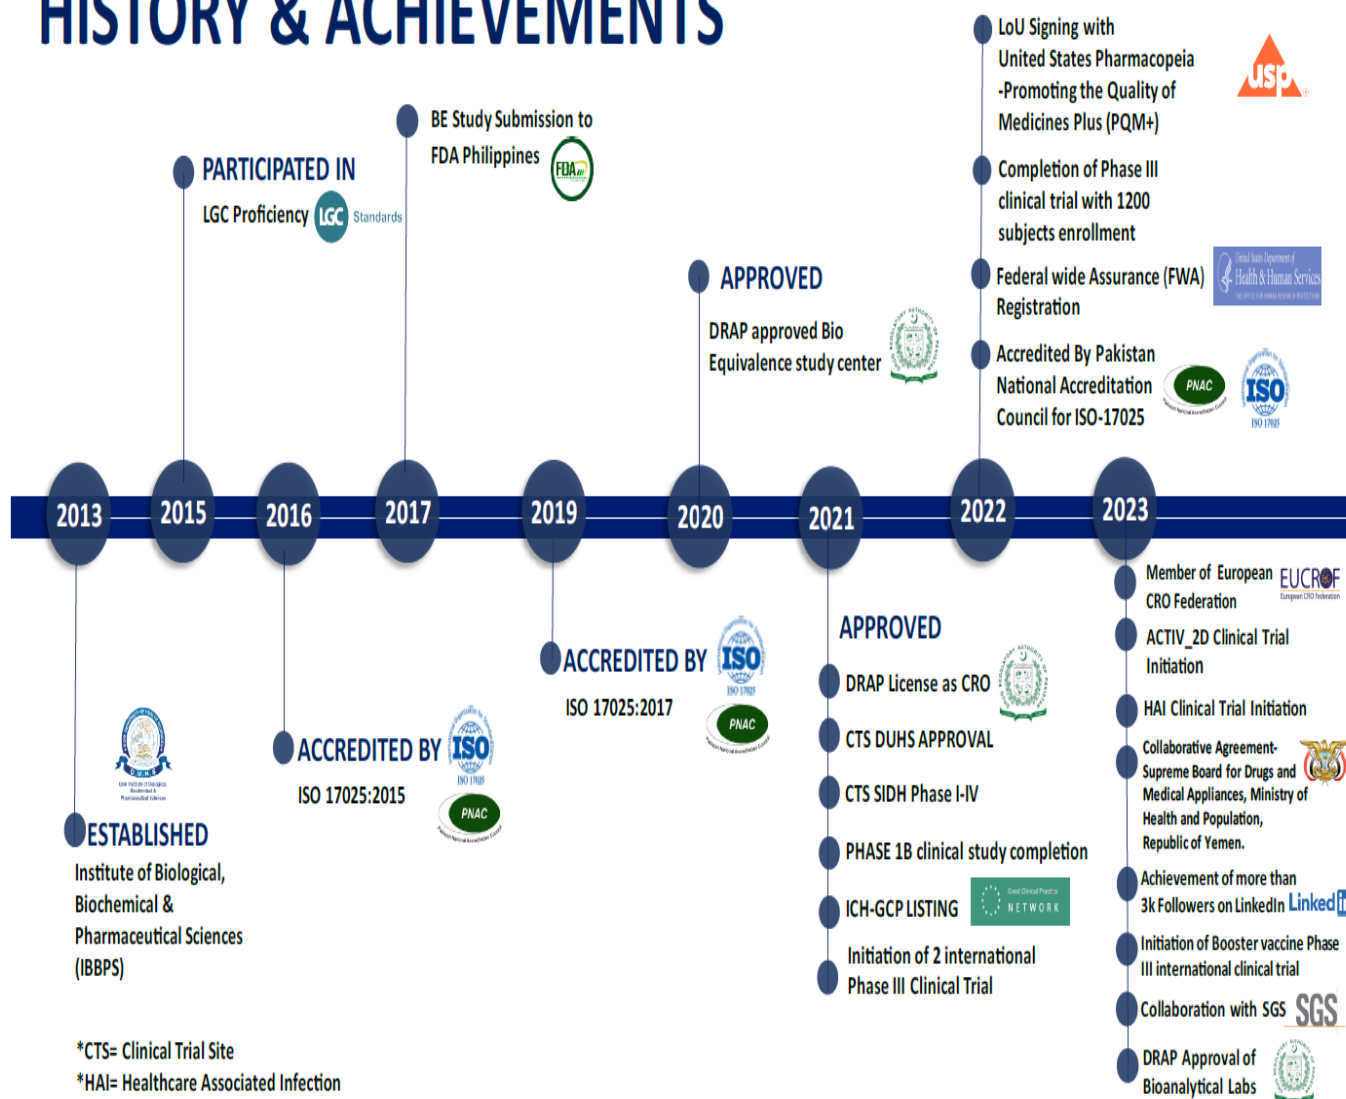 HISTORY & ACHIEVEMENTS
LoU Signing with
United States Pharmacopeia
-Promoting the Quality of
Medicines Plus (PQM+)
usp
Completion of Phase III
clinical trial with 1200
subjects enrollment
Federal wide Assurance (FWA)
Registration
United States Department of
Health & Human Services
Accredited By Pakistan
National Accreditation
Council for ISO-17025
PNAC
ISO
ISO 17025
BE Study Submission to
FDA Philippines
FDA
PARTICIPATED IN
LGC Proficiency
LGC Standards
APPROVED
DRAP approved Bio
Equivalence study center
2013
2015
2016
2017
2019
2020
2021
2022
2023
ESTABLISHED
Institute of Biological,
Biochemical &
Pharmaceutical Sciences
(IBBPS)
ACCREDITED BY
ISO 17025:2015
ISO
ISO 17025
PNAC
ACCREDITED BY
ISO 17025:2017
ISO
ISO 17025
PNAC
APPROVED
DRAP License as CRO
CTS DUHS APPROVAL
CTS SIDH Phase I-IV
PHASE 1B clinical study completion
ICH-GCP LISTING
Good Clinical Practice
NETWORK
Initiation of 2 international
Phase III Clinical Trial
Member of European
CRO Federation
EUCROF
European CRO Federation
ACTIV_2D Clinical Trial
Initiation
HAI Clinical Trial Initiation
Collaborative Agreement-
Supreme Board for Drugs and
Medical Appliances, Ministry of
Health and Population,
Republic of Yemen.
Achievement of more than
3k Followers on LinkedIn
Linked in
Initiation of Booster vaccine Phase
III international clinical trial
Collaboration with SGS
SGS
DRAP Approval of
Bioanalytical Labs
*CTS= Clinical Trial Site
*HAI= Healthcare Associated Infection